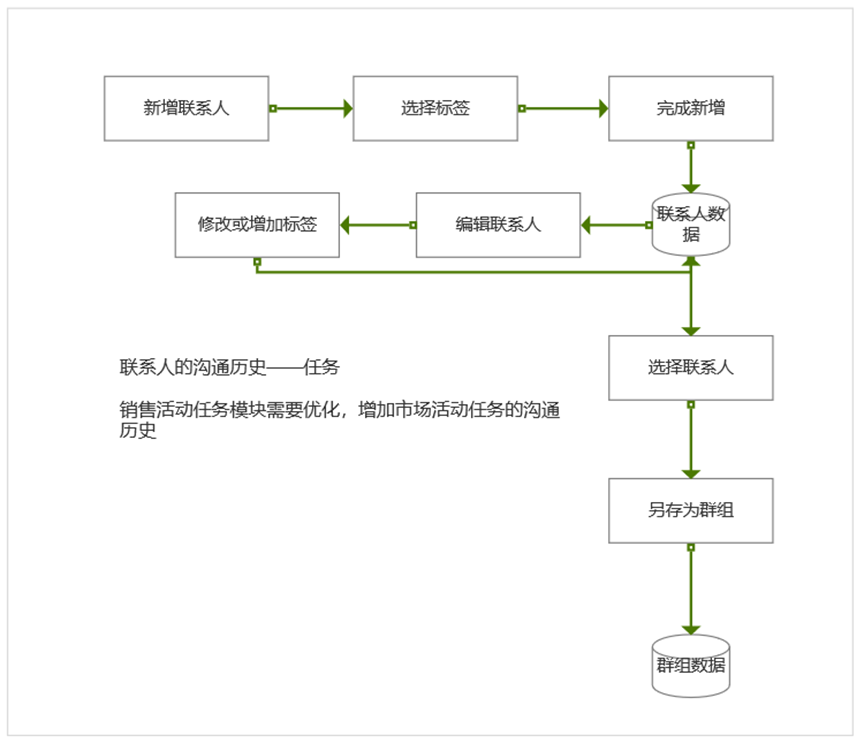 新增联系人
选择标签
完成新增
修改或增加标签
编辑联系人
联系人数
据
联系人的沟通历史——任务
选择联系人
销售活动任务模块需要优化，增加市场活动任务的沟通
历史
另存为群组
群组数据